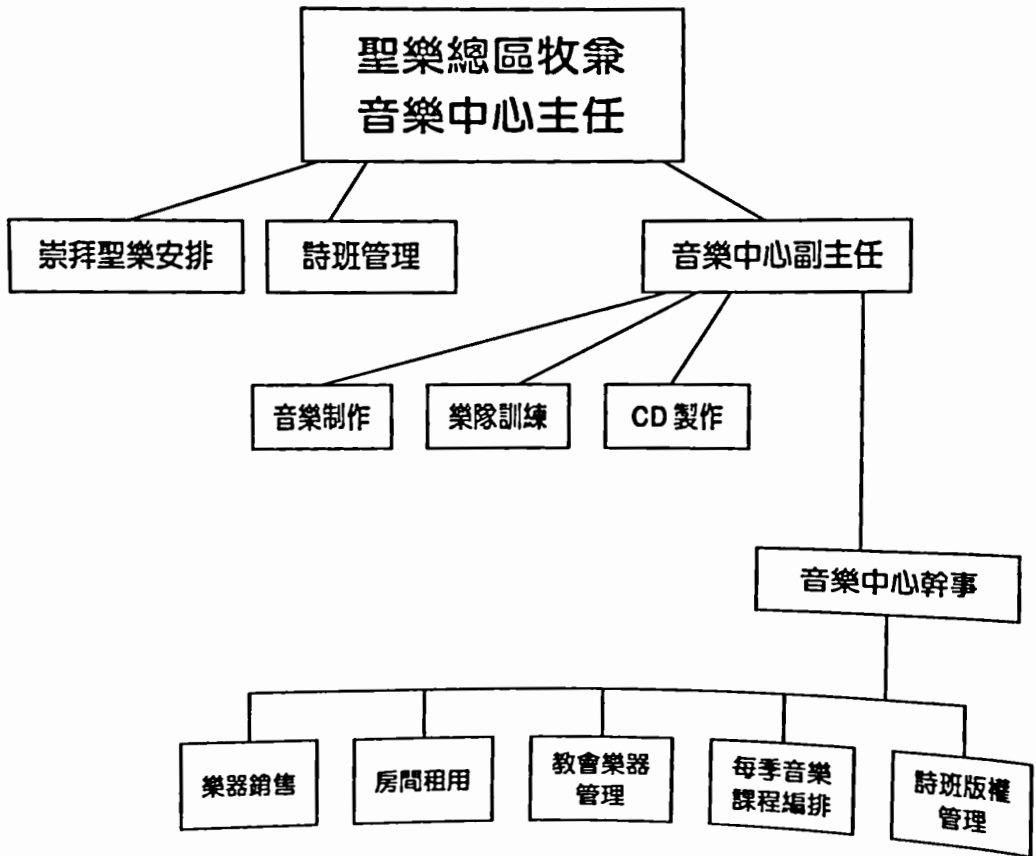 聖樂總區牧兼
音樂中心主任
崇拜聖樂安排
詩班管理
音樂中心副主任
音樂制作
樂隊訓練
CD 製作
音樂中心幹事
樂器銷售
房間租用
教會樂器
管理
每季音樂
課程編排
詩班版權
管理